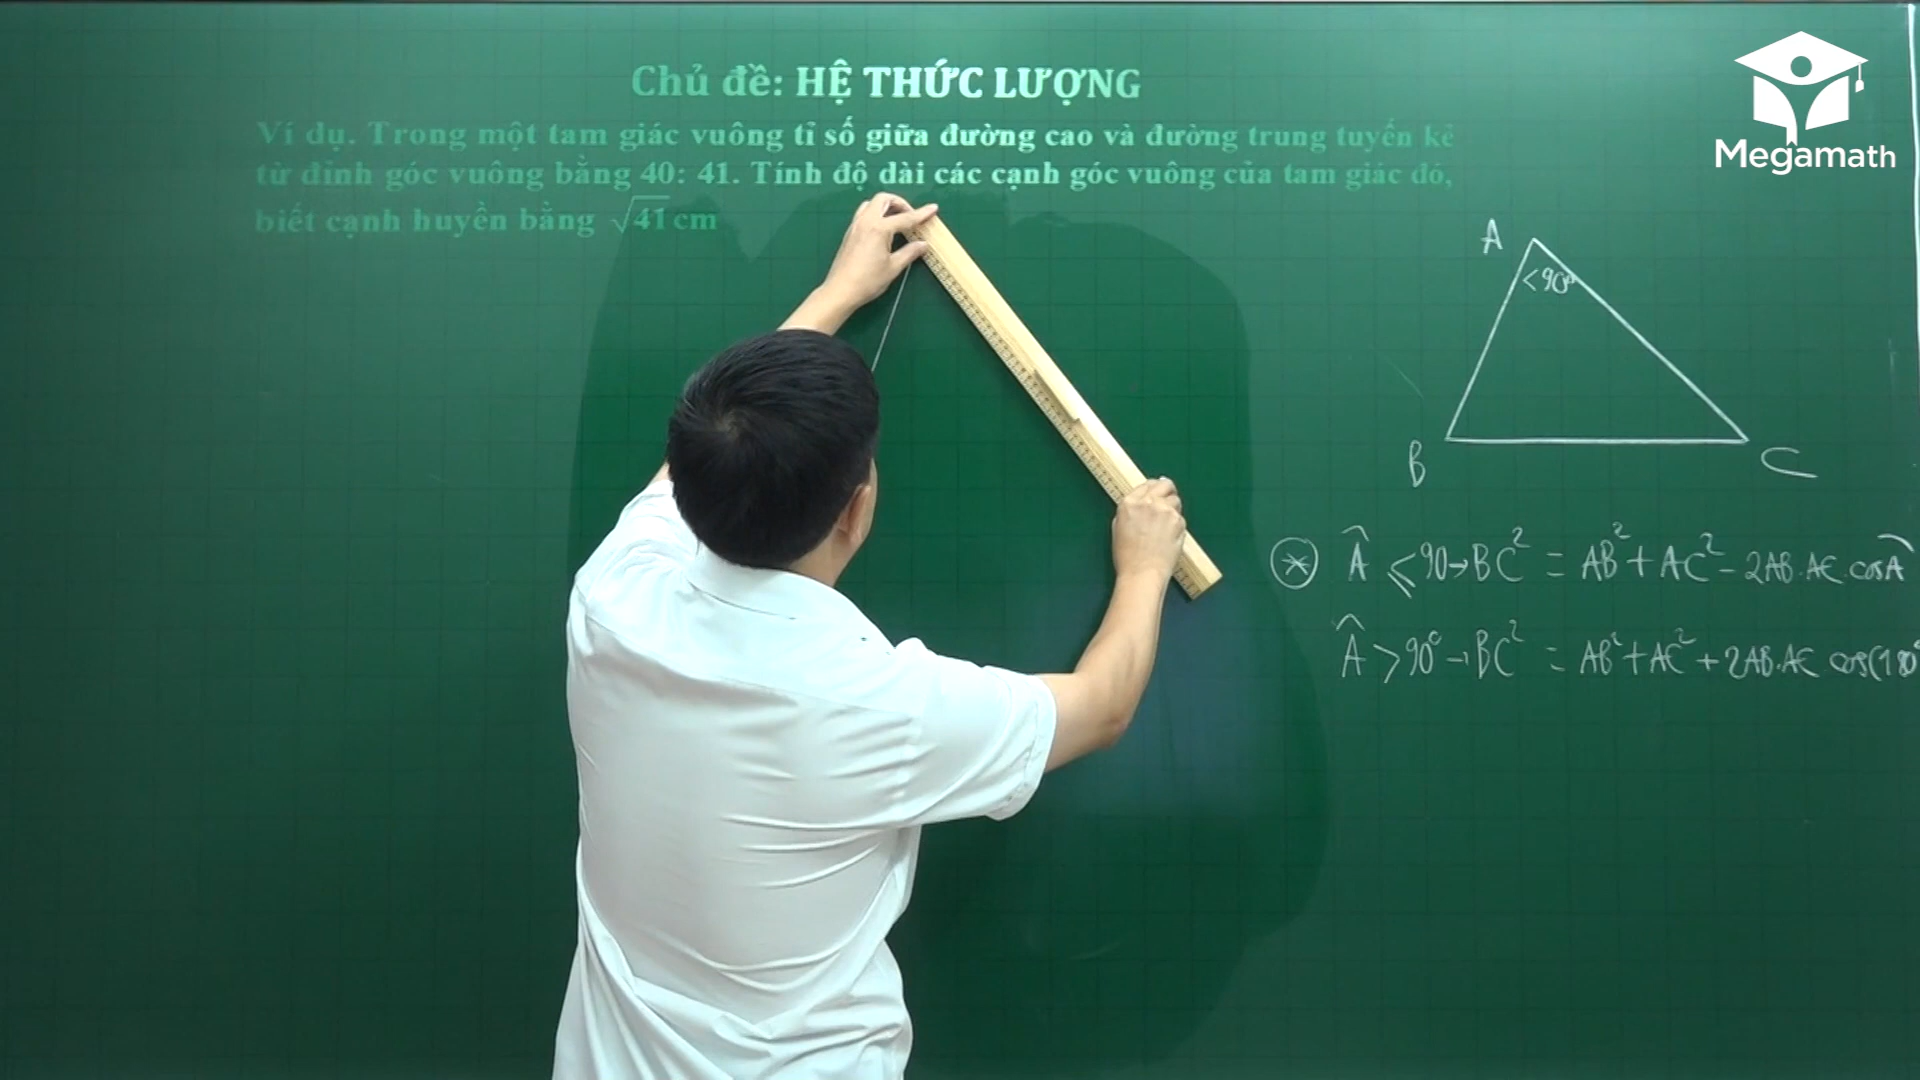 Megamath
Chủ đề: HỆ THỨC LƯỢNG
Ví dụ. Trong một tam giác vuông tỉ số giữa đường cao và đường trung tuyến kẻ
từ đỉnh góc vuông bằng 40: 41. Tính độ dài các cạnh góc vuông của tam giác đó,
biết cạnh huyền bằng √41 cm
A
<90°
B
C
* Â ≤ 90 → BC² = AB² + AC² - 2AB.AC.cosÂ
Â > 90° → BC² = AB² + AC² + 2AB.AC cos(180°